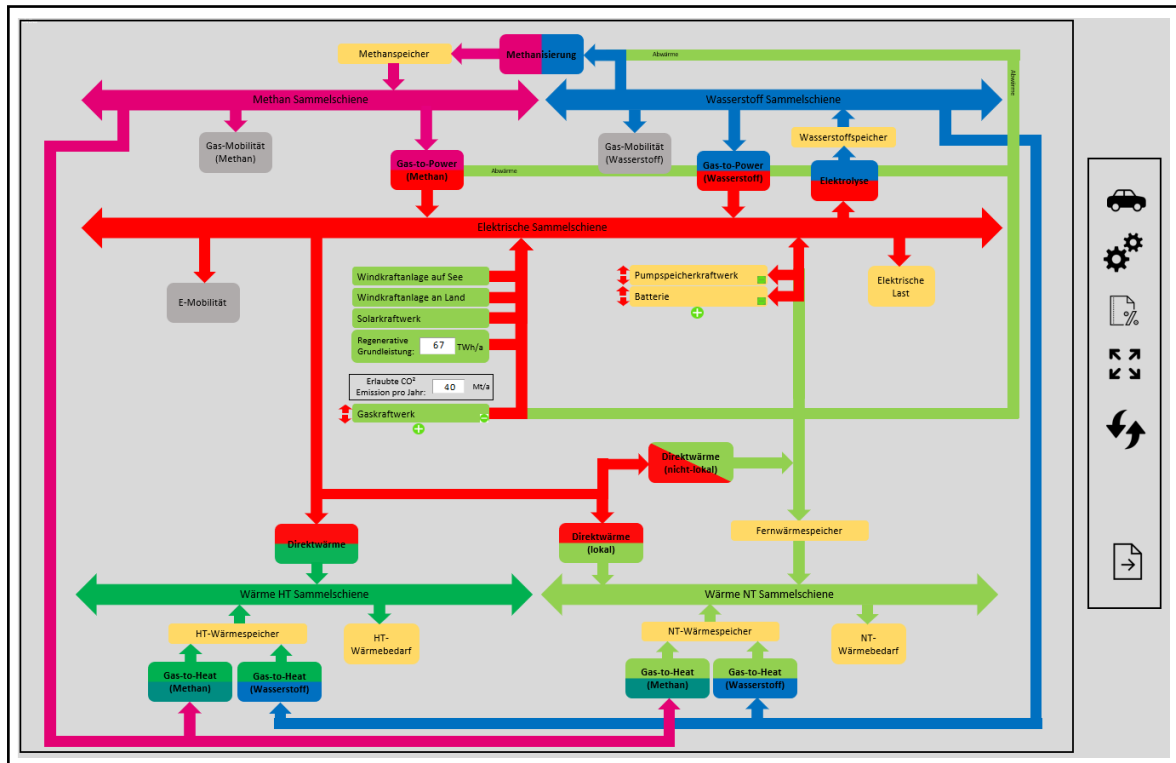 Methanspeicher
Methanisierung
Abwärme
Abwärme
Methan Sammelschiene
Wasserstoff Sammelschiene
Gas-Mobilität
(Methan)
Gas-to-Power
(Methan)
Abwärme
Gas-Mobilität
(Wasserstoff)
Gas-to-Power
(Wasserstoff)
Wasserstoffspeicher
Elektrolyse
Elektrische Sammelschiene
E-Mobilität
Windkraftanlage auf See
Windkraftanlage an Land
Solarkraftwerk
Regenerative
Grundleistung: 67 TWh/a
Erlaubte CO²
Emission pro Jahr: 40 Mt/a
Gaskraftwerk
Pumpspeicherkraftwerk
Batterie
Elektrische
Last
%
Direktwärme
(nicht-lokal)
Direktwärme
Direktwärme
(lokal)
Fernwärmespeicher
Wärme HT Sammelschiene
Wärme NT Sammelschiene
HT-Wärmespeicher
HT-
Wärmebedarf
NT-Wärmespeicher
NT-
Wärmebedarf
Gas-to-Heat
(Methan)
Gas-to-Heat
(Wasserstoff)
Gas-to-Heat
(Methan)
Gas-to-Heat
(Wasserstoff)